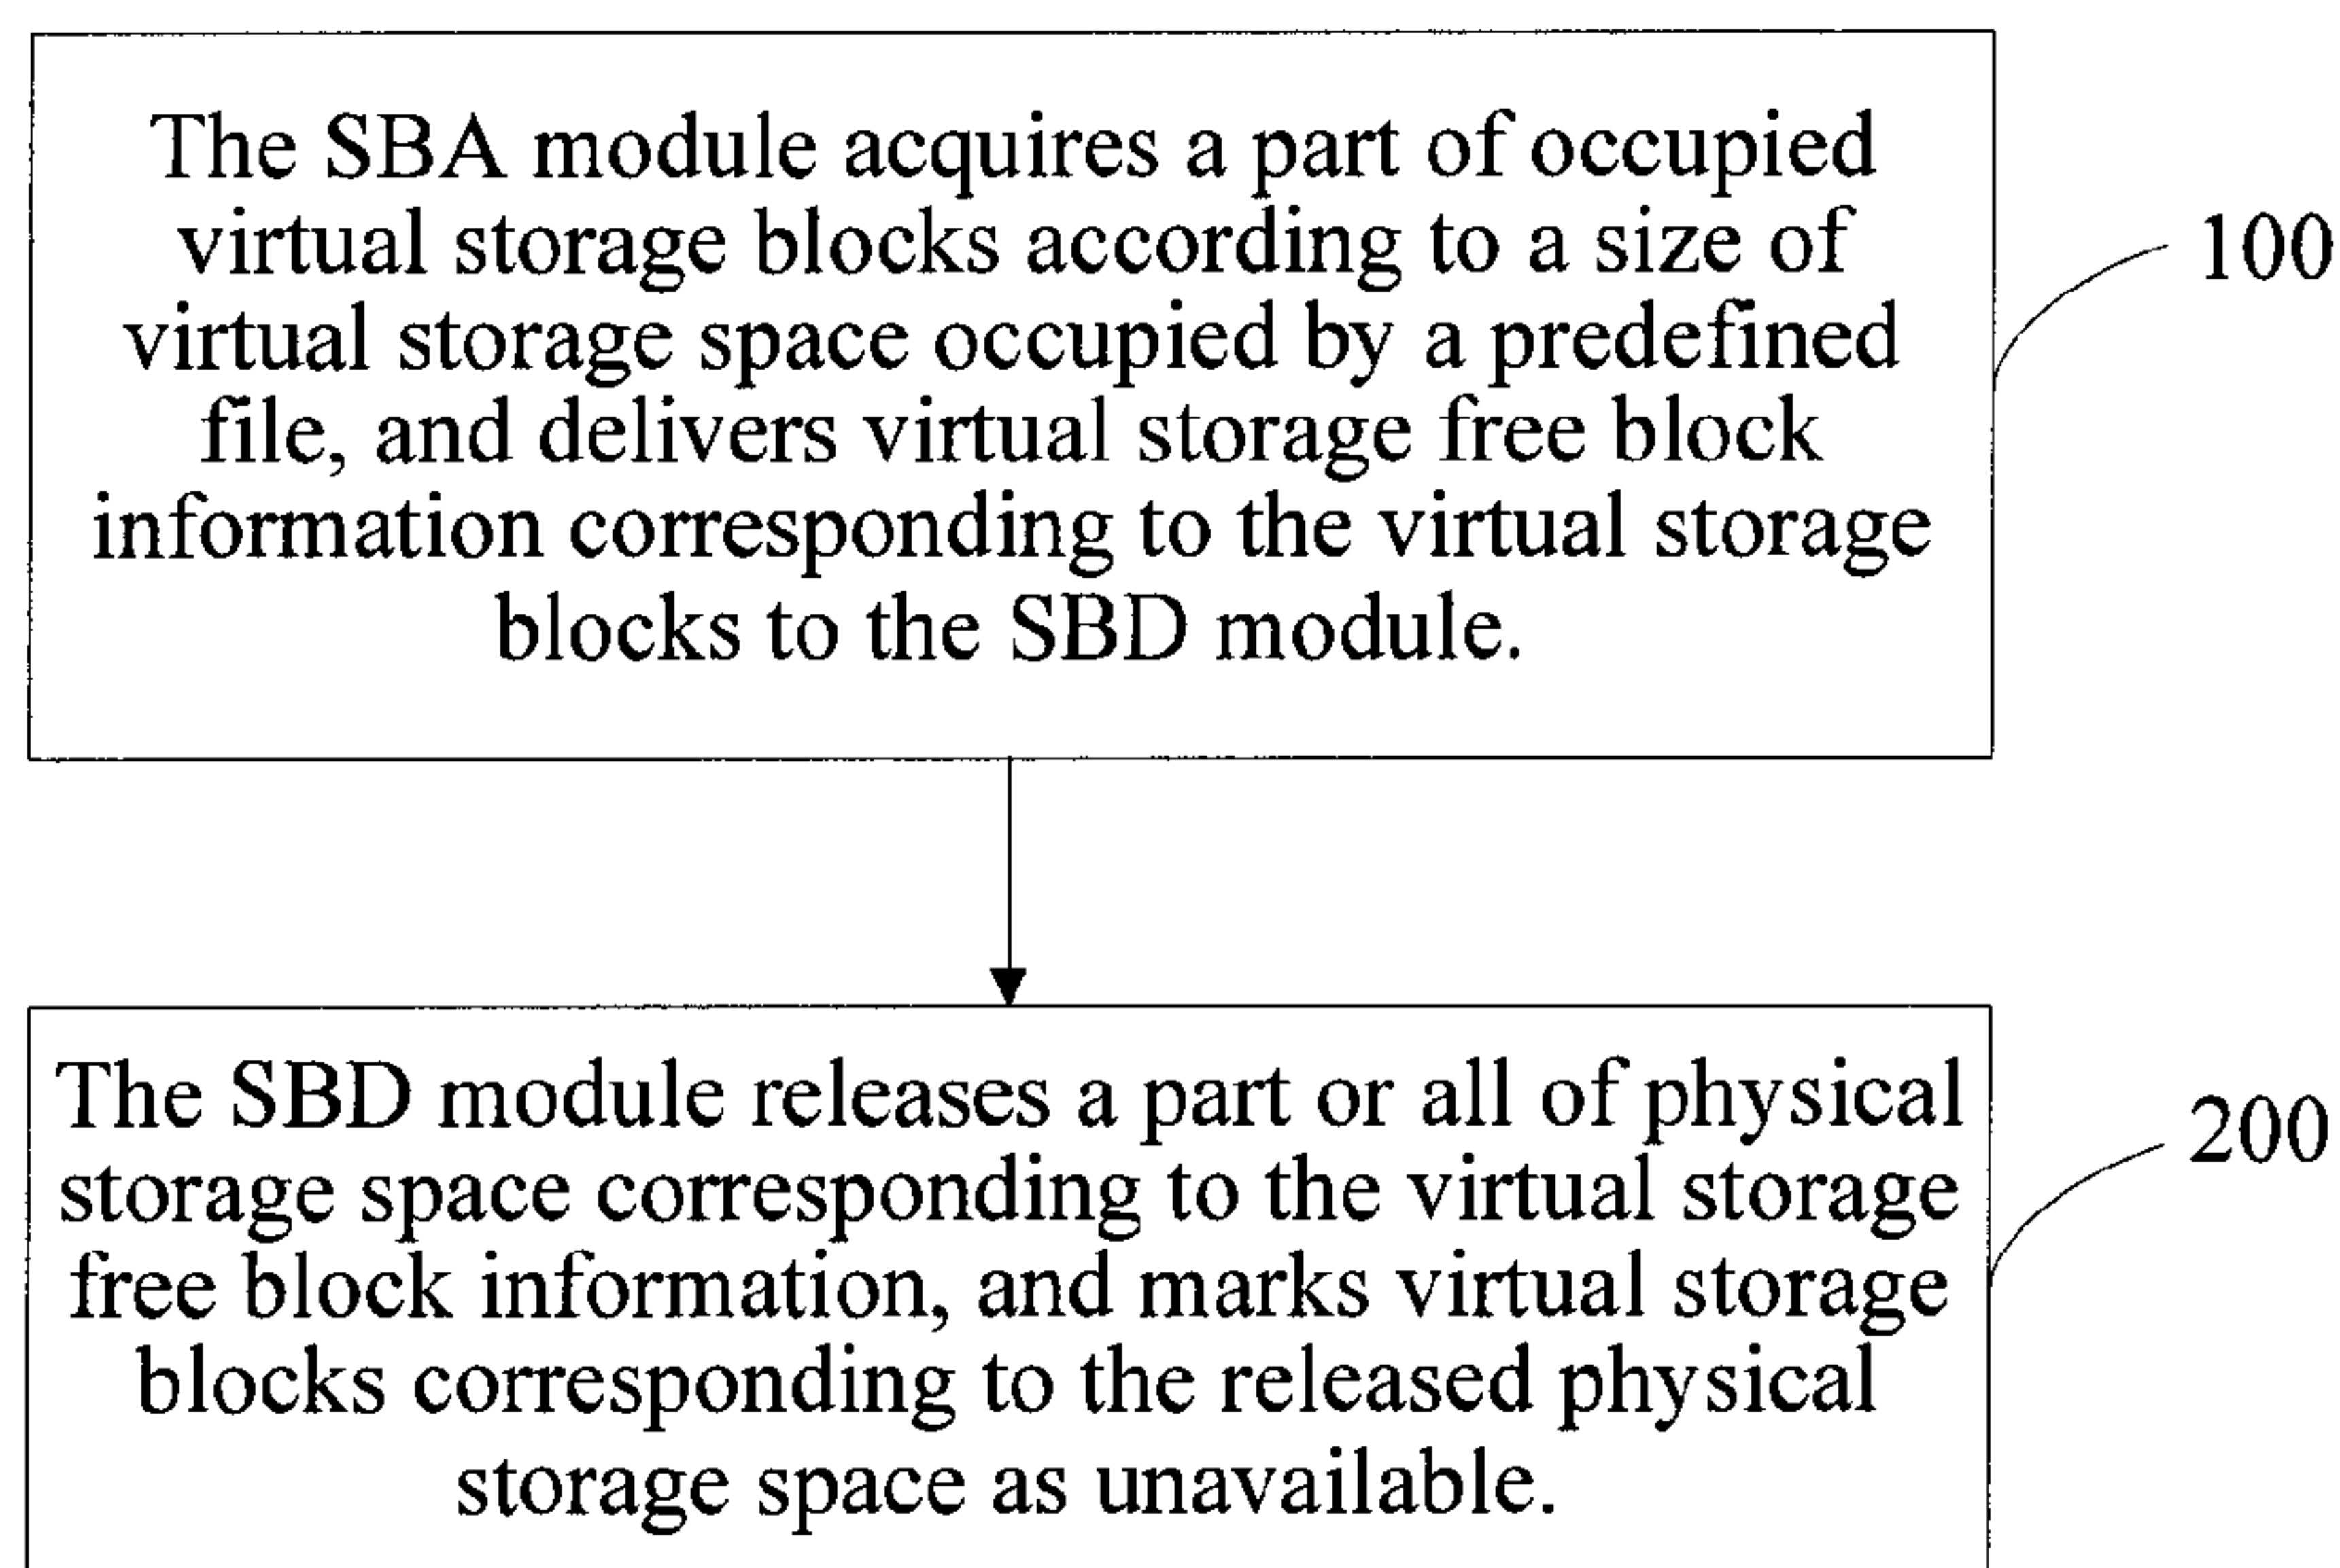 The SBA module acquires a part of occupied
virtual storage blocks according to a size of
virtual storage space occupied by a predefined
file, and delivers virtual storage free block
information corresponding to the virtual storage
blocks to the SBD module.
100
The SBD module releases a part or all of physical
storage space corresponding to the virtual storage
free block information, and marks virtual storage
blocks corresponding to the released physical
storage space as unavailable.
200